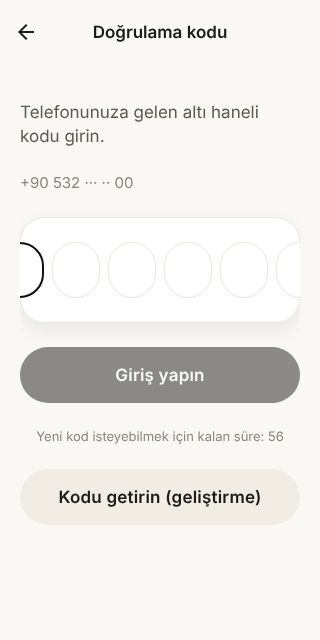 Doğrulama kodu
Telefonunuza gelen altı haneli
kodu girin.
+90 532 ··· ·· 00
Giriş yapın
Yeni kod isteyebilmek için kalan süre: 56
Kodu getirin (geliştirme)